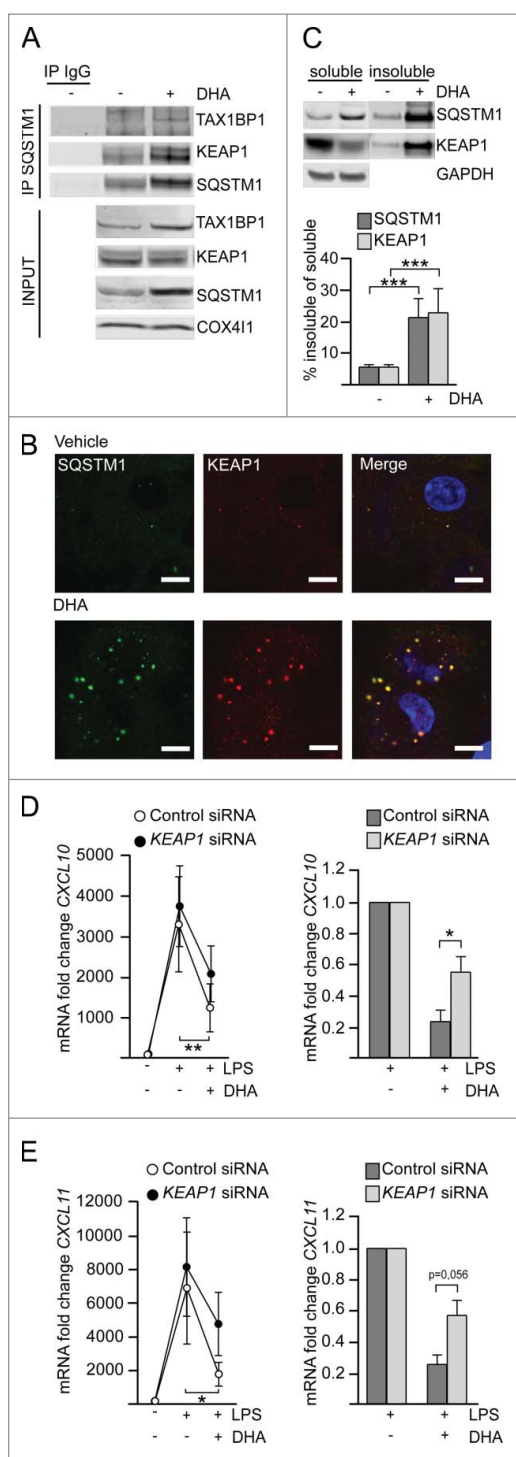 A
IP IgG
- - + DHA
IP SQSTM1
TAX1BP1
KEAP1
SQSTM1
INPUT
TAX1BP1
KEAP1
SQSTM1
COX4I1
C
soluble insoluble
- + - + DHA
SQSTM1
KEAP1
GAPDH
SQSTM1
KEAP1
% insoluble of soluble
40
30
20
10
***
***
- + DHA
B
Vehicle
SQSTM1 KEAP1 Merge
DHA
D
Control siRNA
KEAP1 siRNA
mRNA fold change CXCL10
5000
4000
3000
2000
1000
**
- + + LPS
- - + DHA
Control siRNA
KEAP1 siRNA
mRNA fold change CXCL10
1.2
1.0
0.8
0.6
0.4
0.2
*
+ + LPS
- + DHA
E
Control siRNA
KEAP1 siRNA
mRNA fold change CXCL11
12000
10000
8000
6000
4000
2000
*
- + + LPS
- - + DHA
Control siRNA
KEAP1 siRNA
mRNA fold change CXCL11
1.2
1.0
0.8
0.6
0.4
0.2
p=0,056
+ + LPS
- + DHA